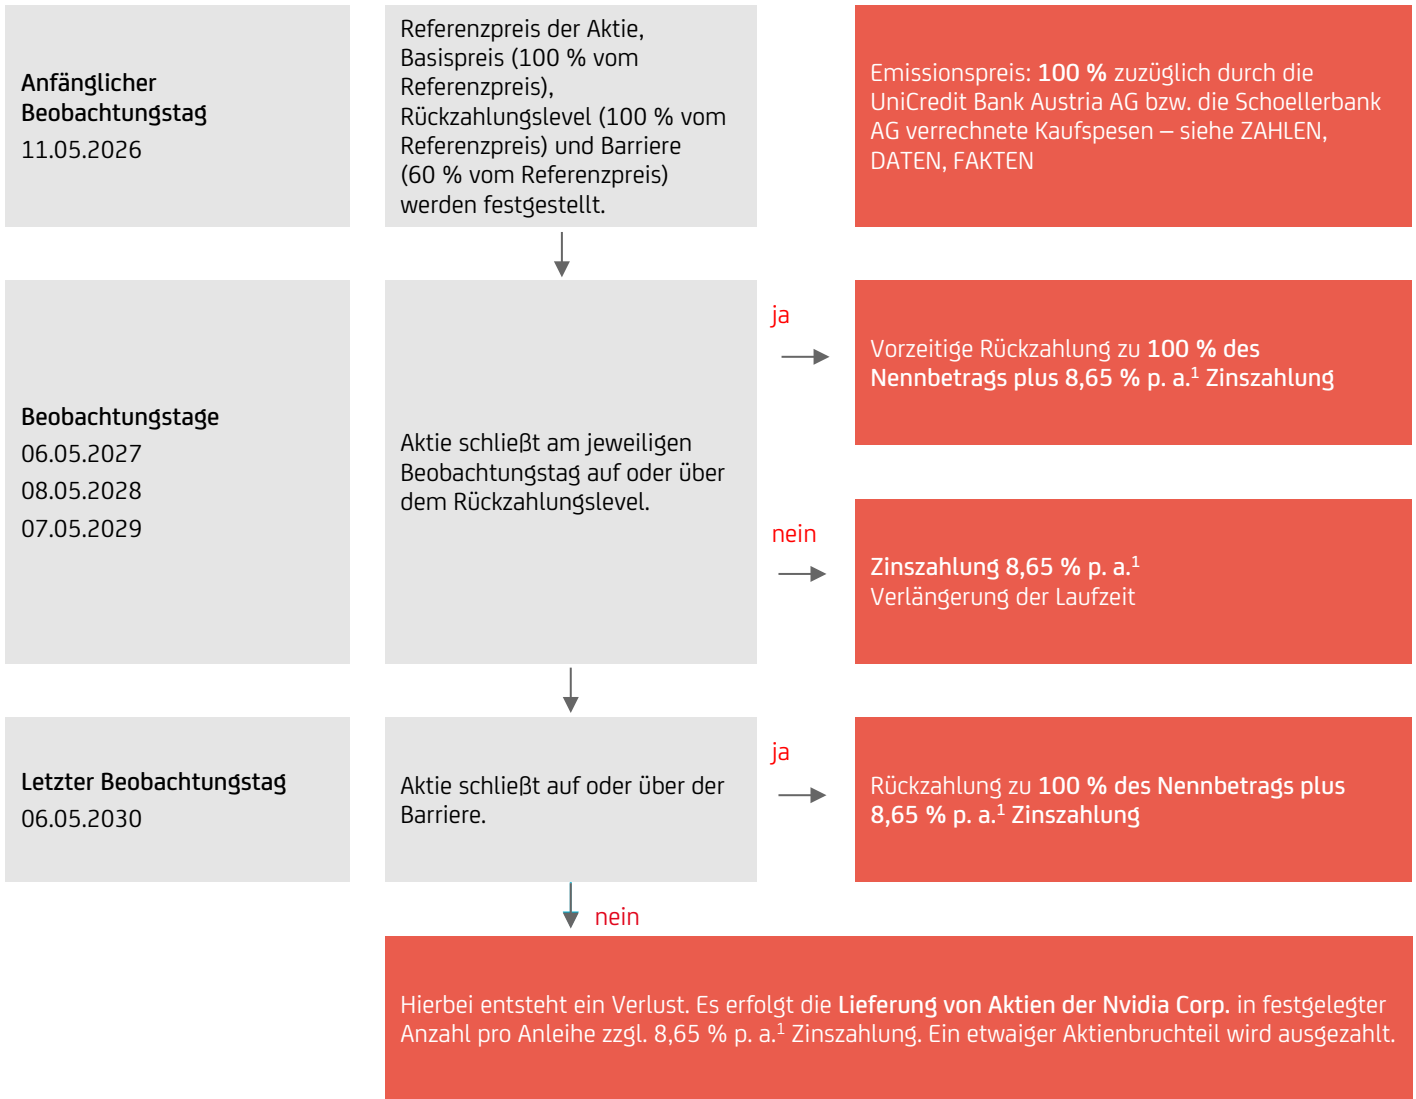 Anfänglicher
Beobachtungstag
11.05.2026
Referenzpreis der Aktie,
Basispreis (100 % vom
Referenzpreis),
Rückzahlungslevel (100 % vom
Referenzpreis) und Barriere
(60 % vom Referenzpreis)
werden festgestellt.
Emissionspreis: 100 % zuzüglich durch die
UniCredit Bank Austria AG bzw. die Schoellerbank
AG verrechnete Kaufspesen – siehe ZAHLEN,
DATEN, FAKTEN
Beobachtungstage
06.05.2027
08.05.2028
07.05.2029
Aktie schließt am jeweiligen
Beobachtungstag auf oder über
dem Rückzahlungslevel.
ja
Vorzeitige Rückzahlung zu 100 % des
Nennbetrags plus 8,65 % p. a.¹ Zinszahlung
nein
Zinszahlung 8,65 % p. a.¹
Verlängerung der Laufzeit
Letzter Beobachtungstag
06.05.2030
Aktie schließt auf oder über der
Barriere.
ja
Rückzahlung zu 100 % des Nennbetrags plus
8,65 % p. a.¹ Zinszahlung
nein
Hierbei entsteht ein Verlust. Es erfolgt die Lieferung von Aktien der Nvidia Corp. in festgelegter
Anzahl pro Anleihe zzgl. 8,65 % p. a.¹ Zinszahlung. Ein etwaiger Aktienbruchteil wird ausgezahlt.